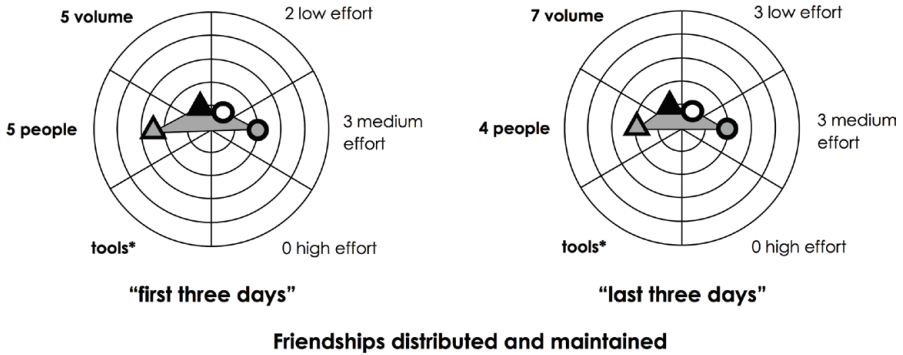 5 volume
2 low effort
5 people
3 medium
effort
tools*
0 high effort
"first three days"
7 volume
3 low effort
4 people
3 medium
effort
tools*
0 high effort
"last three days"
Friendships distributed and maintained